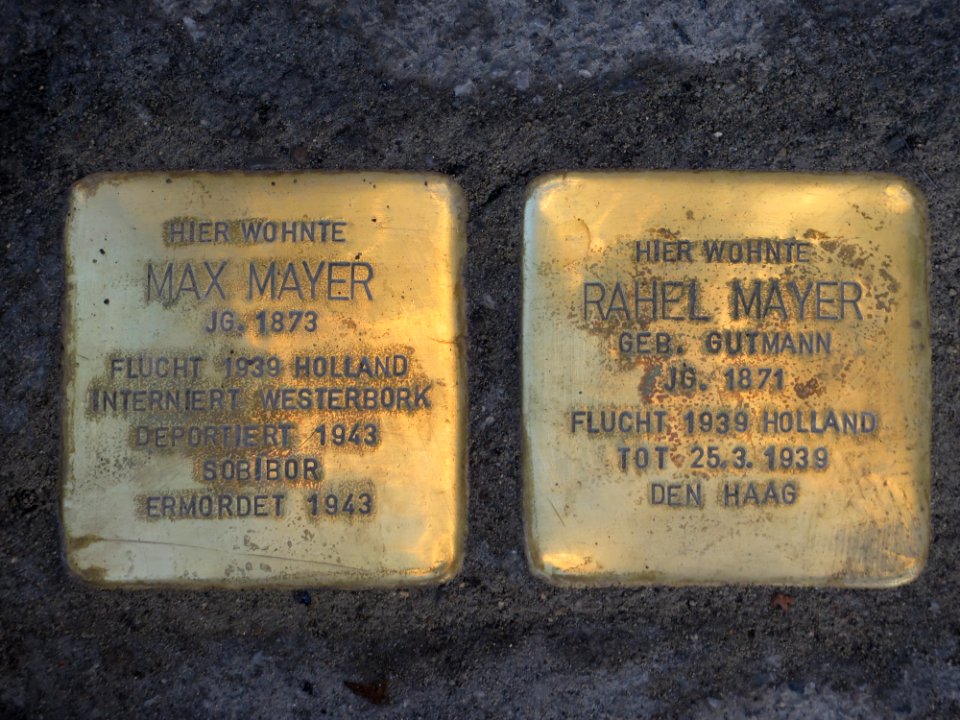 HIER WOHNTE
MAX MAYER
JG. 1873
FLUCHT 1939 HOLLAND
INTERNIERT WESTERBORK
DEPORTIERT 1943
SOBIBOR
ERMORDET 1943
HIER WOHNTE
RAHEL MAYER
GEB. GUTMANN
JG. 1871
FLUCHT 1939 HOLLAND
TOT 25.3.1939
DEN HAAG